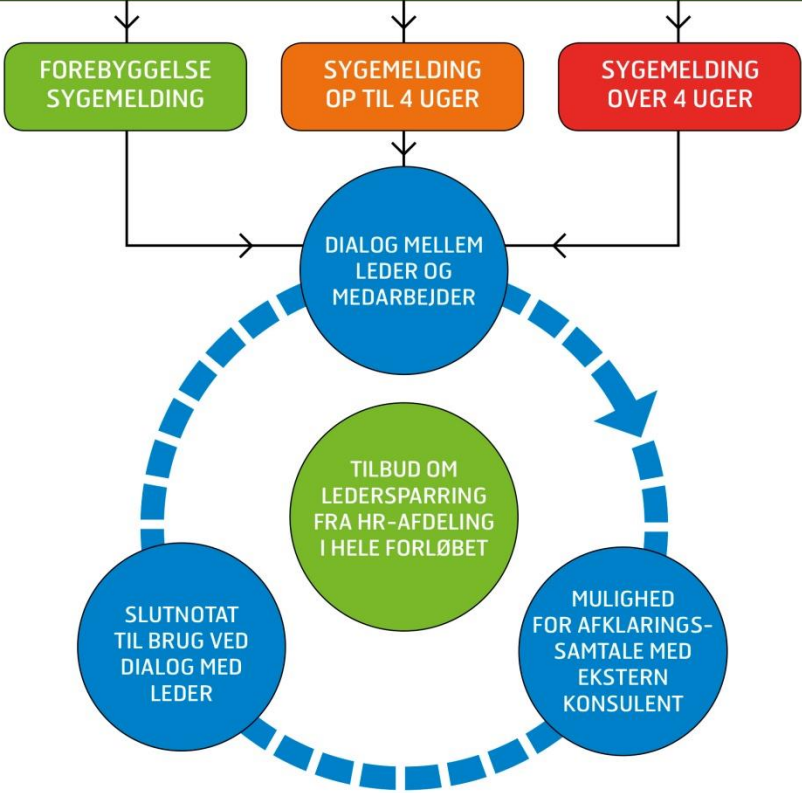 FOREBYGGELSE
SYGEMELDING
SYGEMELDING
OP TIL 4 UGER
SYGEMELDING
OVER 4 UGER
DIALOG MELLEM
LEDER OG
MEDARBEJDER
TILBUD OM
LEDERSPARRING
FRA HR-AFDELING
I HELE FORLØBET
SLUTNOTAT
TIL BRUG VED
DIALOG MED
LEDER
MULIGHED
FOR AFKLARINGS-
SAMTALE MED
EKSTERN
KONSULENT